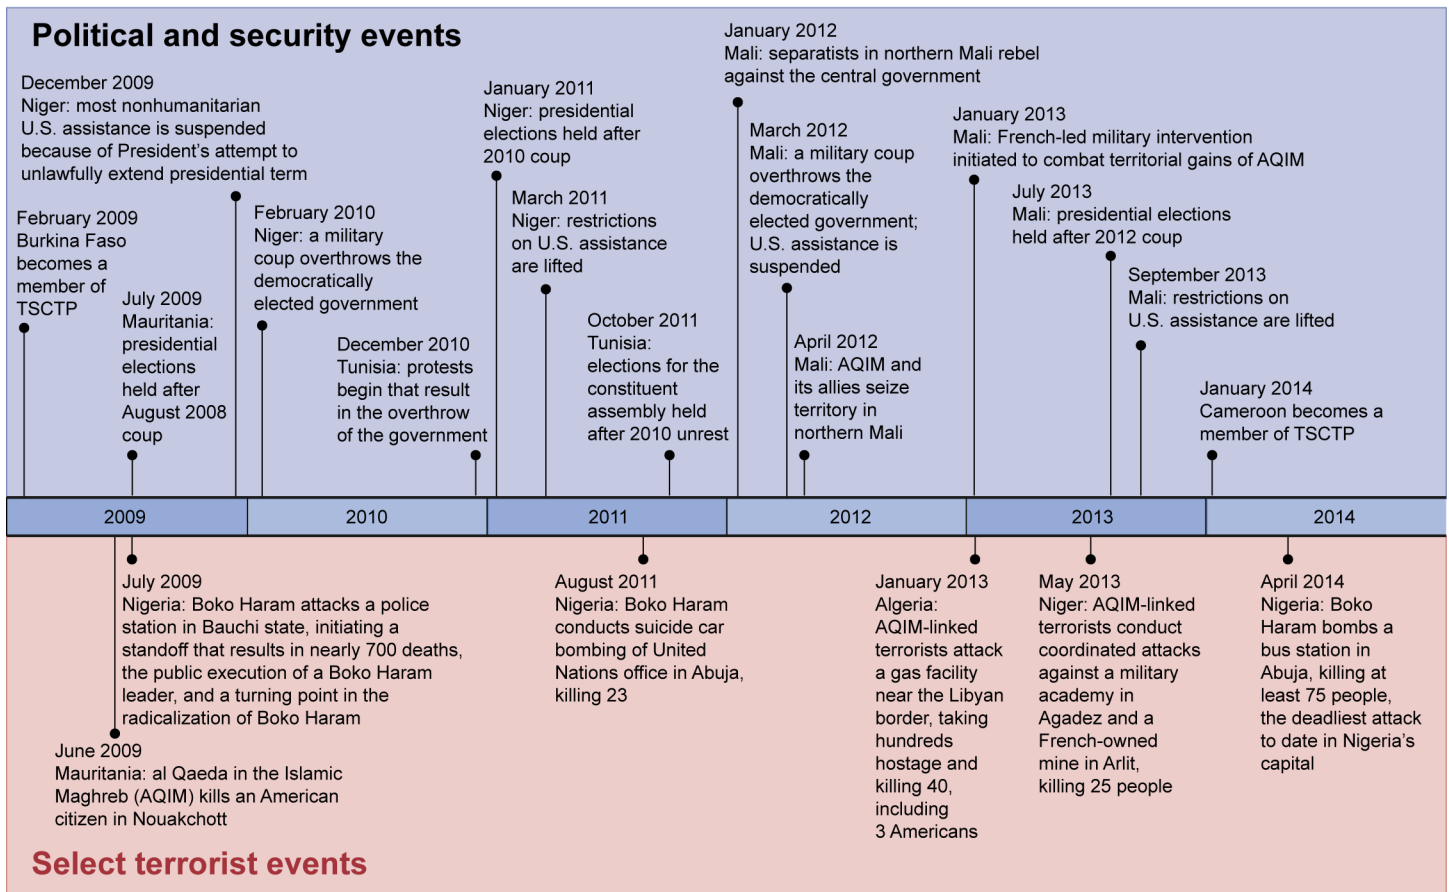 Political and security events
December 2009
Niger: most nonhumanitarian
U.S. assistance is suspended
because of President's attempt to
unlawfully extend presidential term
February 2009
Burkina Faso
becomes a
member of
TSCTP
July 2009
Mauritania:
presidential
elections
held after
August 2008
coup
February 2010
Niger: a military
coup overthrows the
democratically
elected government
December 2010
Tunisia: protests
begin that result
in the overthrow
of the government
January 2011
Niger: presidential
elections held after
2010 coup
March 2011
Niger: restrictions
on U.S. assistance
are lifted
October 2011
Tunisia:
elections for the
constituent
assembly held
after 2010 unrest
January 2012
Mali: separatists in northern Mali rebel
against the central government
March 2012
Mali: a military coup
overthrows the
democratically
elected government;
U.S. assistance is
suspended
April 2012
Mali: AQIM and
its allies seize
territory in
northern Mali
January 2013
Mali: French-led military intervention
initiated to combat territorial gains of AQIM
July 2013
Mali: presidential elections
held after 2012 coup
September 2013
Mali: restrictions on
U.S. assistance are lifted
January 2014
Cameroon becomes a
member of TSCTP
2009
2010
2011
2012
2013
2014
July 2009
Nigeria: Boko Haram attacks a police
station in Bauchi state, initiating a
standoff that results in nearly 700 deaths,
the public execution of a Boko Haram
leader, and a turning point in the
radicalization of Boko Haram
June 2009
Mauritania: al Qaeda in the Islamic
Maghreb (AQIM) kills an American
citizen in Nouakchott
August 2011
Nigeria: Boko Haram
conducts suicide car
bombing of United
Nations office in Abuja,
killing 23
January 2013
Algeria:
AQIM-linked
terrorists attack
a gas facility
near the Libyan
border, taking
hundreds
hostage and
killing 40,
including
3 Americans
May 2013
Niger: AQIM-linked
terrorists conduct
coordinated attacks
against a military
academy in
Agadez and a
French-owned
mine in Arlit,
killing 25 people
April 2014
Nigeria: Boko
Haram bombs a
bus station in
Abuja, killing at
least 75 people,
the deadliest attack
to date in Nigeria's
capital
Select terrorist events